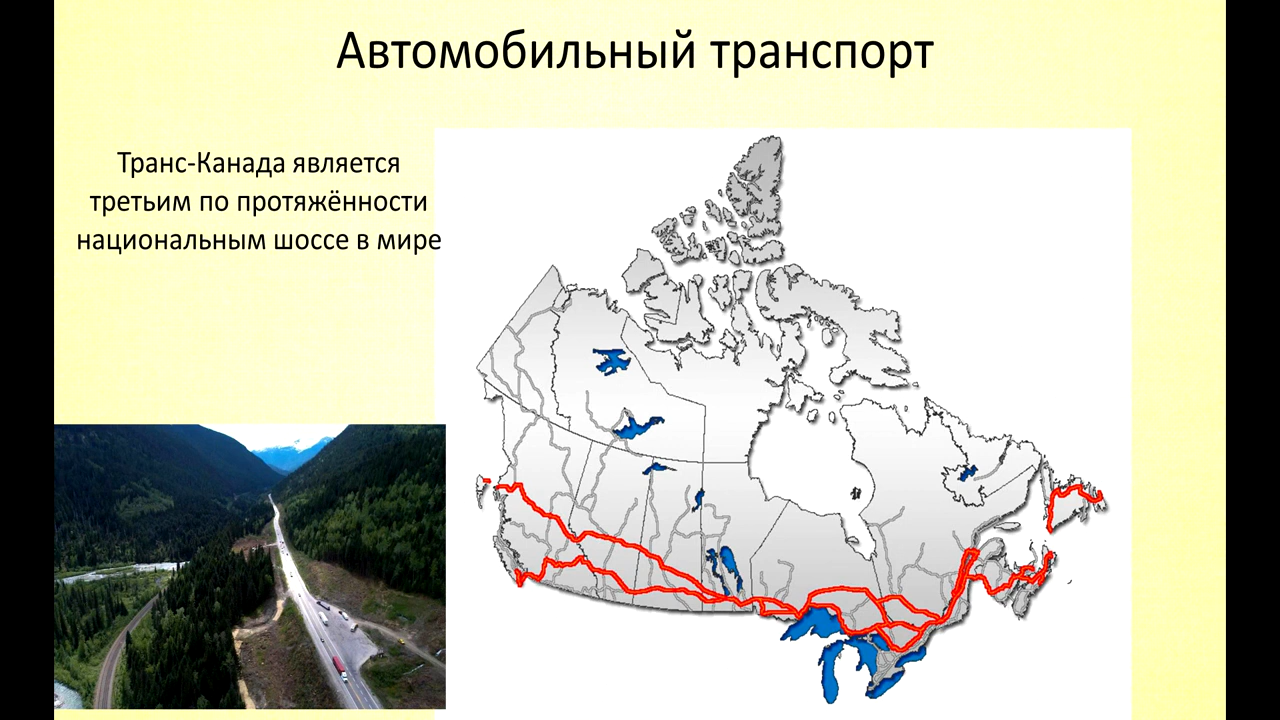 Автомобильный транспорт
Транс-Канада является
третьим по протяжённости
национальным шоссе в мире